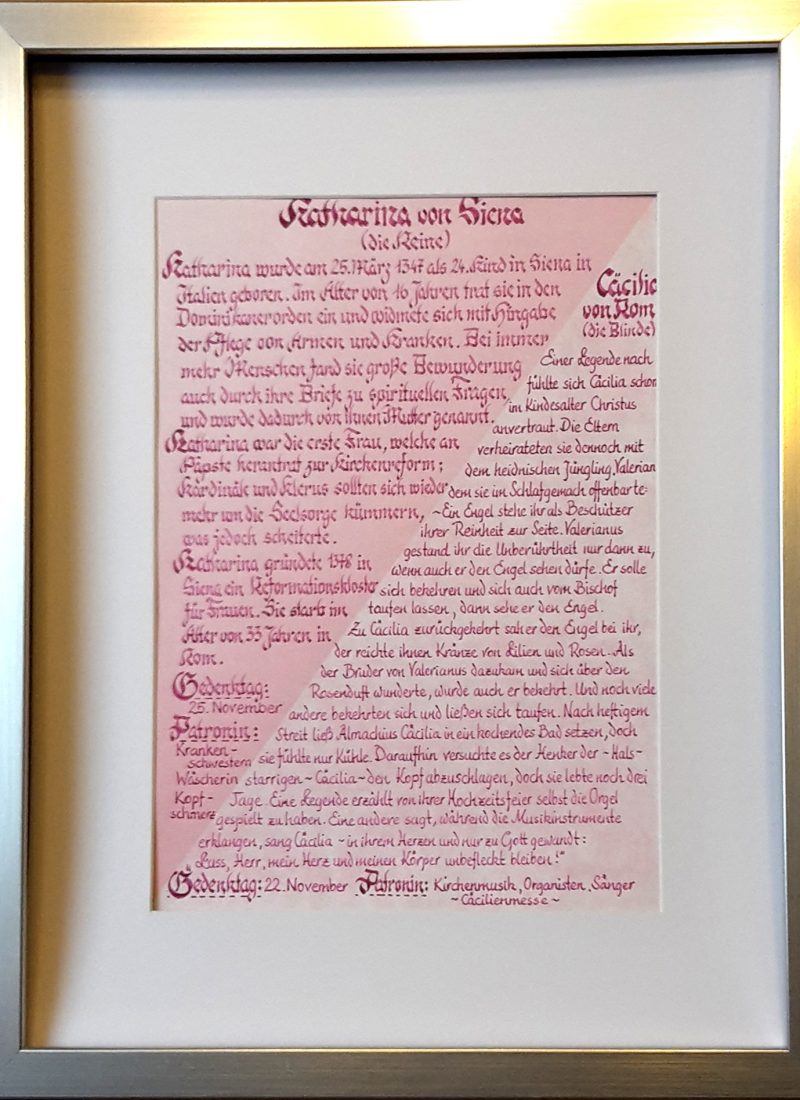 Katharina von Siena
(die Reine)
Katharina wurde am 25. März 1347 als 24. Kind in Siena in
Italien geboren. Im Alter von 16 Jahren trat sie in den
Dominikanerorden ein und widmete sich mit Hingabe
der Pflege von Armen und Kranken. Bei immer
mehr Menschen fand sie große Bewunderung
auch durch ihre Briefe zu spirituellen Fragen,
und wurde dadurch von ihnen Mutter genannt.
Katharina war die erste Frau, welche an
Päpste herantrat zur Kirchenreform;
Kardinäle und Klerus sollten sich wieder
mehr um die Seelsorge kümmern,
was jedoch scheiterte.
Katharina gründete 1378 in
Siena ein Reformationskloster
für Frauen. Sie starb im
Alter von 33 Jahren in
Rom.
Gedenktag:
25. November
Patronin:
Kranken-
schwestern
Wäscherin
Kopf-
schmerz
Cäcilie
von Rom
(die Blinde)
Einer Legende nach
fühlte sich Cäcilia schon
im Kindesalter Christus
anvertraut. Die Eltern
verheirateten sie dennoch mit
dem heidnischen Jüngling Valerian
dem sie im Schlafgemach offenbarte:
~Ein Engel stehe ihr als Beschützer
ihrer Reinheit zur Seite. Valerianus
gestand ihr die Unberührtheit nur dann zu,
wenn auch er den Engel sehen dürfe. Er solle
sich bekehren und sich auch vom Bischof
taufen lassen, dann sehe er den Engel.
Zu Cäcilia zurückgekehrt sah er den Engel bei ihr,
der reichte ihnen Kränze von Lilien und Rosen. Als
der Bruder von Valerianus dazukam und sich über den
Rosenduft wunderte, wurde auch er bekehrt. Und noch viele
andere bekehrten sich und ließen sich taufen. Nach heftigem
Streit ließ Almachius Cäcilia in ein kochendes Bad setzen, doch
sie fühlte nur Kühle. Daraufhin versuchte es der Henker der ~Hals-
starrigen~ Cäcilia~ den Kopf abzuschlagen, doch sie lebte noch drei
Tage. Eine Legende erzählt von ihrer Hochzeitsfeier selbst die Orgel
gespielt zu haben. Eine andere sagt, während die Musikinstrumente
erklangen, sang Cäcilia ~ in ihrem Herzen und nur zu Gott gewandt:
"Lass, Herr, mein Herz und meinen Körper unbefleckt bleiben!"
Gedenktag: 22. November Patronin: Kirchenmusik, Organisten, Sänger
~Cäcilienmesse~